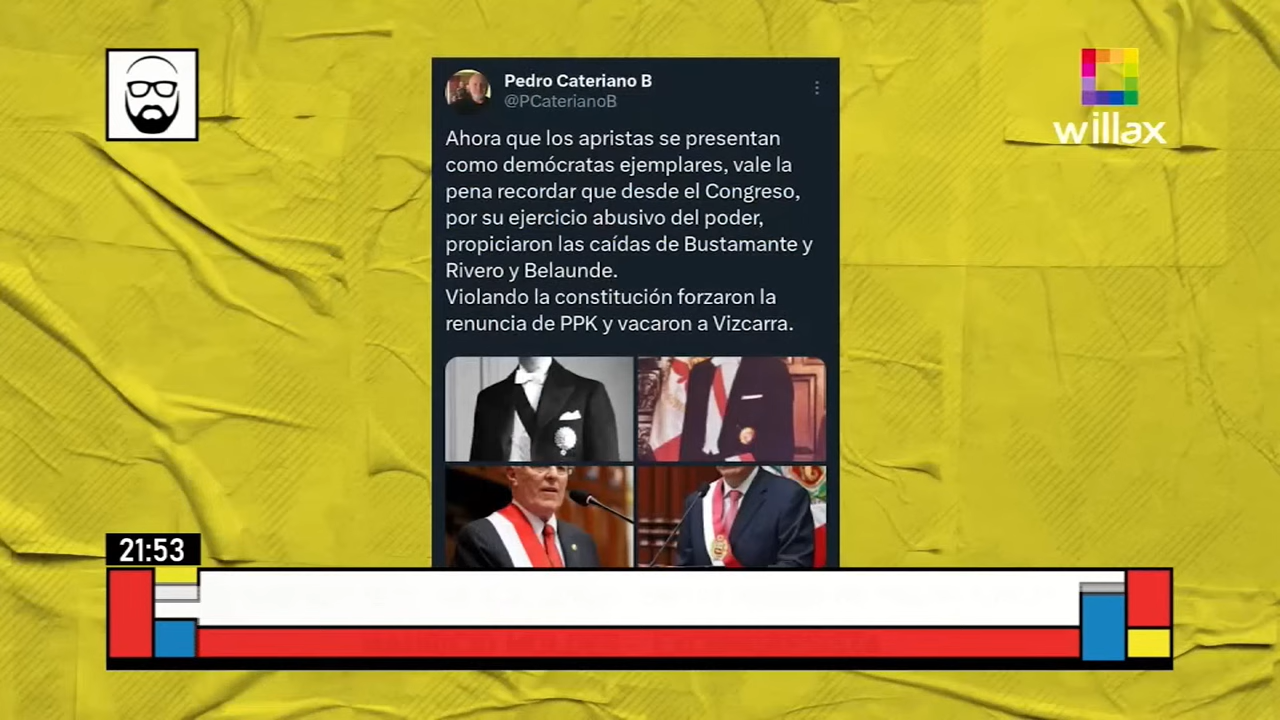 Pedro Cateriano B
@PCaterianoB
willax
Ahora que los apristas se presentan
como demócratas ejemplares, vale la
pena recordar que desde el Congreso,
por su ejercicio abusivo del poder,
propiciaron las caídas de Bustamante y
Rivero y Belaunde.
Violando la constitución forzaron la
renuncia de PPK y vacaron a Vizcarra.
21:53